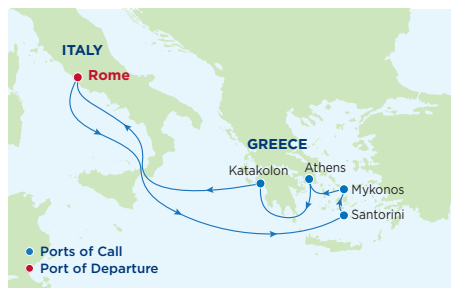 ITALY
Rome
GREECE
Katakolon
Athens
Mykonos
Santorini
Ports of Call
Port of Departure